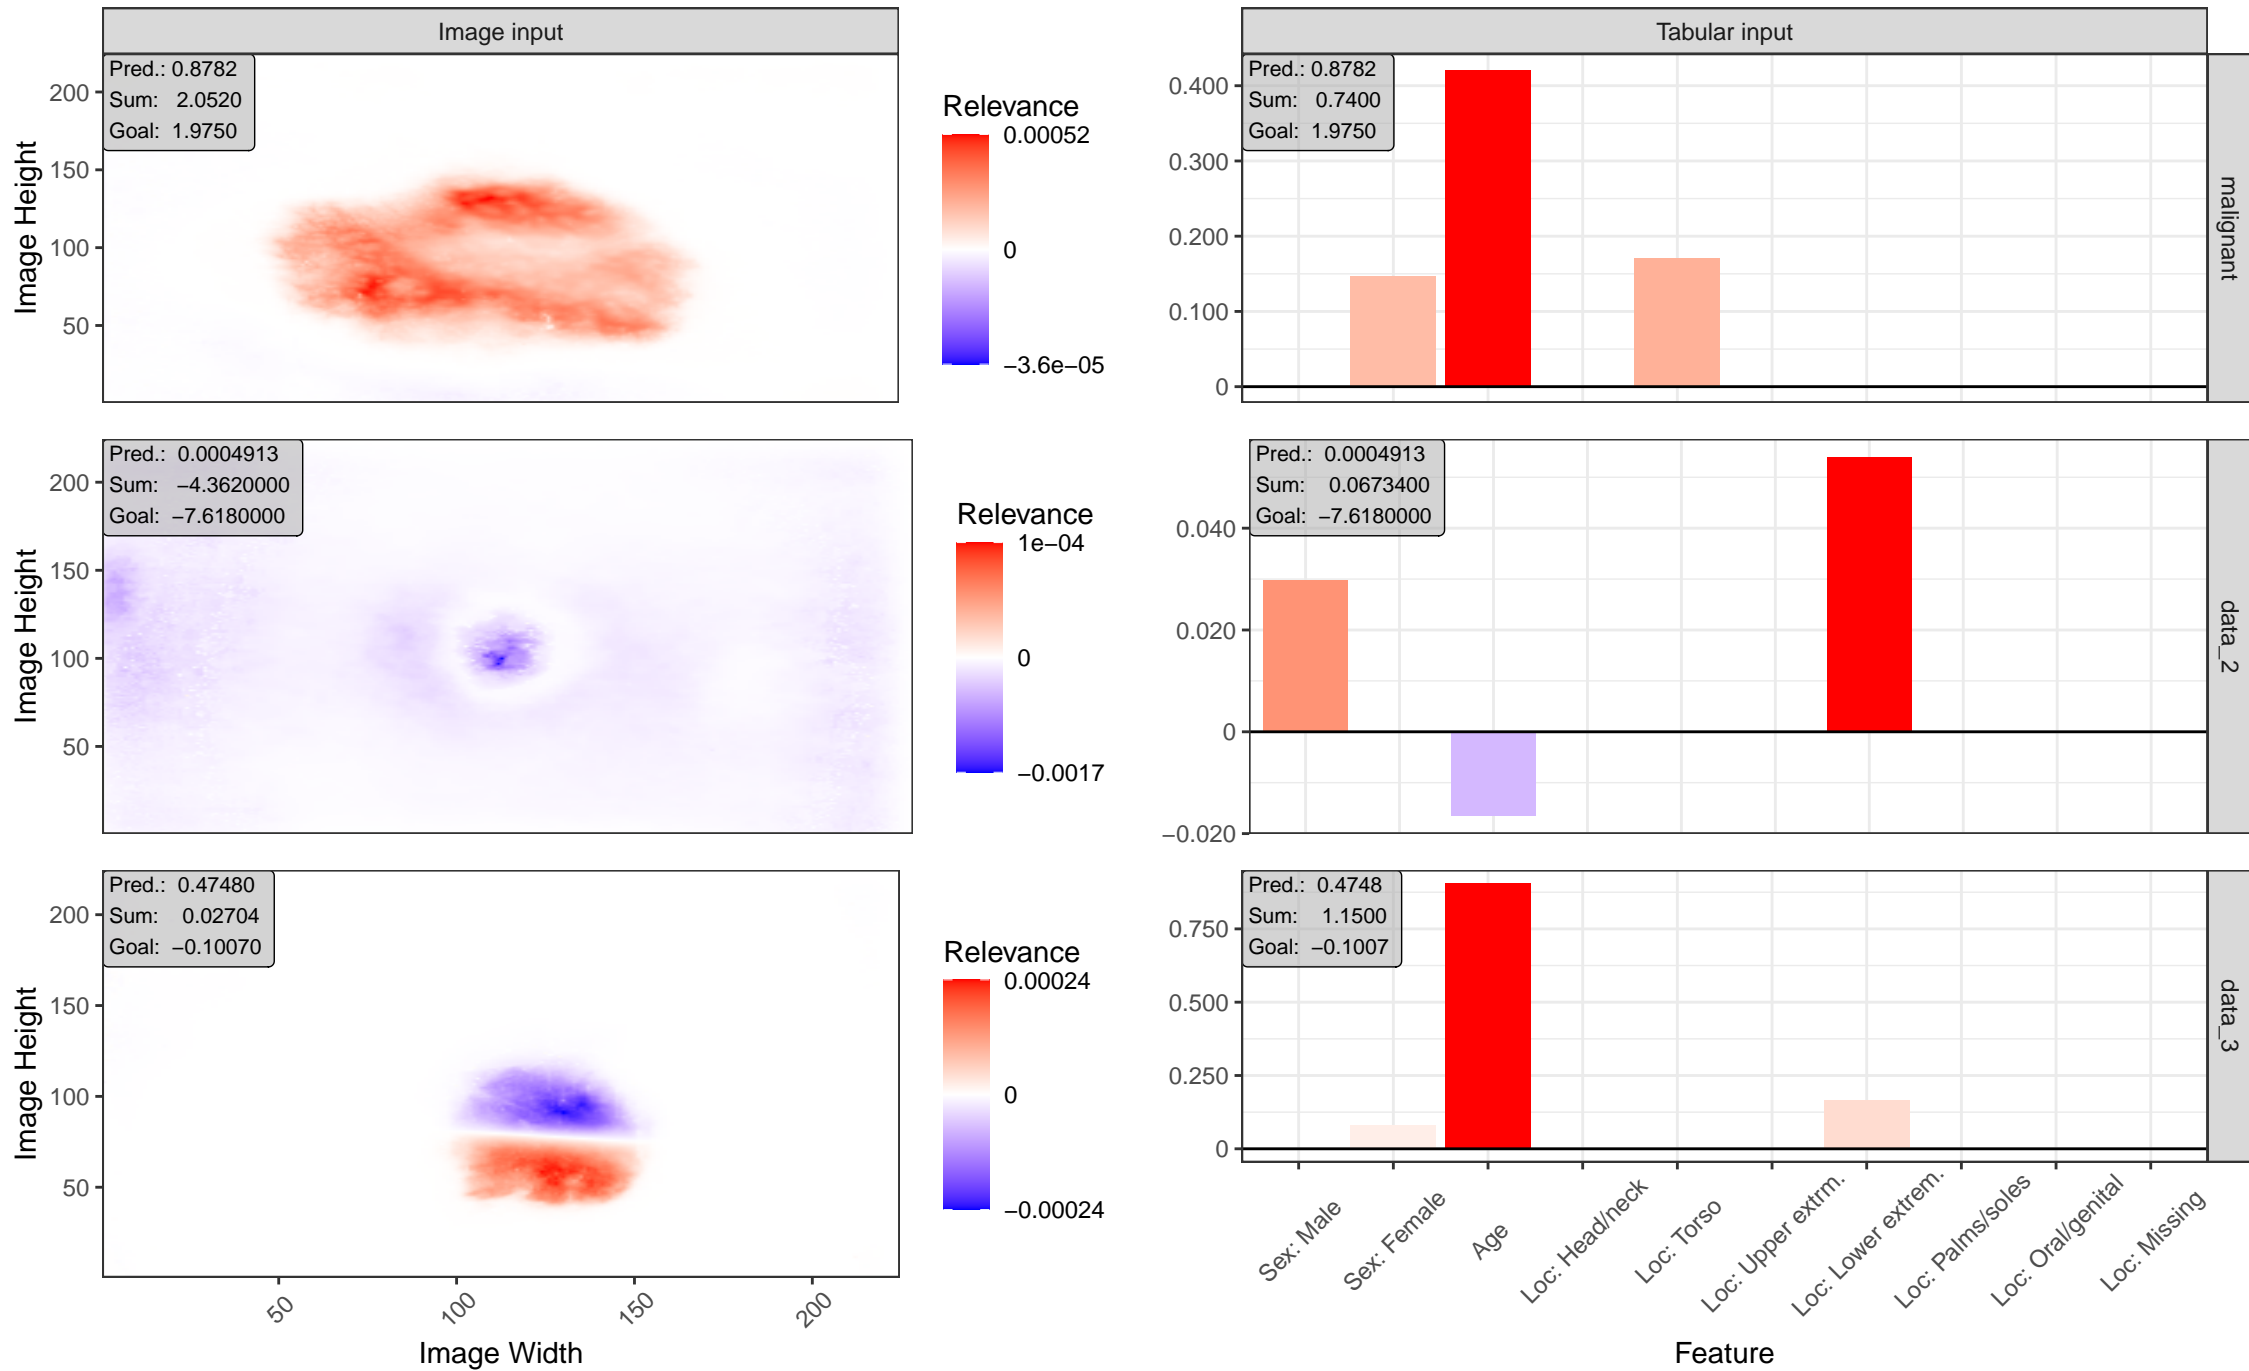 Image input
Tabular input
Image Height
200
150
100
50
Pred.: 0.8782
Sum: 2.0520
Goal: 1.9750
Relevance
0.00052
0
−3.6e−05
0.400
0.300
0.200
0.100
0
Pred.: 0.8782
Sum: 0.7400
Goal: 1.9750
malignant
Image Height
200
150
100
50
Pred.: 0.0004913
Sum: −4.3620000
Goal: −7.6180000
Relevance
1e−04
0
−0.0017
0.040
0.020
0
−0.020
Pred.: 0.0004913
Sum: 0.0673400
Goal: −7.6180000
data_2
Image Height
200
150
100
50
Pred.: 0.47480
Sum: 0.02704
Goal: −0.10070
Relevance
0.00024
0
−0.00024
0.750
0.500
0.250
0
Pred.: 0.4748
Sum: 1.1500
Goal: −0.1007
data_3
50
100
150
200
Image Width
Sex: Male
Sex: Female
Age
Loc: Head/neck
Loc: Torso
Loc: Upper extrm.
Loc: Lower extrem.
Loc: Palms/soles
Loc: Oral/genital
Loc: Missing
Feature